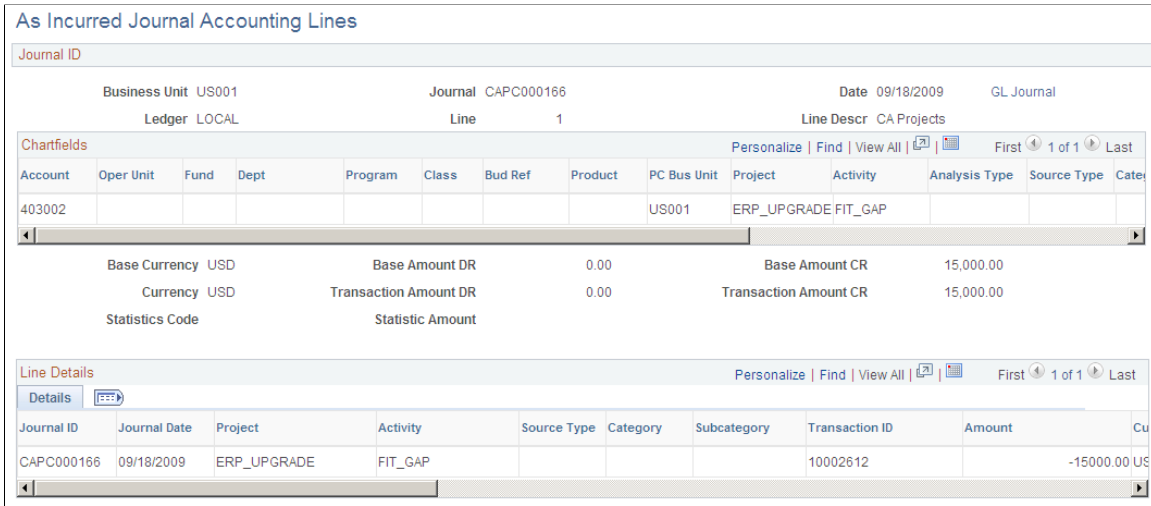 As Incurred Journal Accounting Lines
Journal ID
Business Unit US001 Journal CAPC000166 Date 09/18/2009 GL Journal
Ledger LOCAL Line 1 Line Descr CA Projects
Chartfields Personalize | Find | View All | | First 1 of 1 Last
Account Oper Unit Fund Dept Program Class Bud Ref Product PC Bus Unit Project Activity Analysis Type Source Type Categ
403002 US001 ERP_UPGRADE FIT_GAP
Base Currency USD Base Amount DR 0.00 Base Amount CR 15,000.00
Currency USD Transaction Amount DR 0.00 Transaction Amount CR 15,000.00
Statistics Code Statistic Amount
Line Details Personalize | Find | View All | | First 1 of 1 Last
Details
Journal ID Journal Date Project Activity Source Type Category Subcategory Transaction ID Amount Cu
CAPC000166 09/18/2009 ERP_UPGRADE FIT_GAP 10002612 -15000.00 US